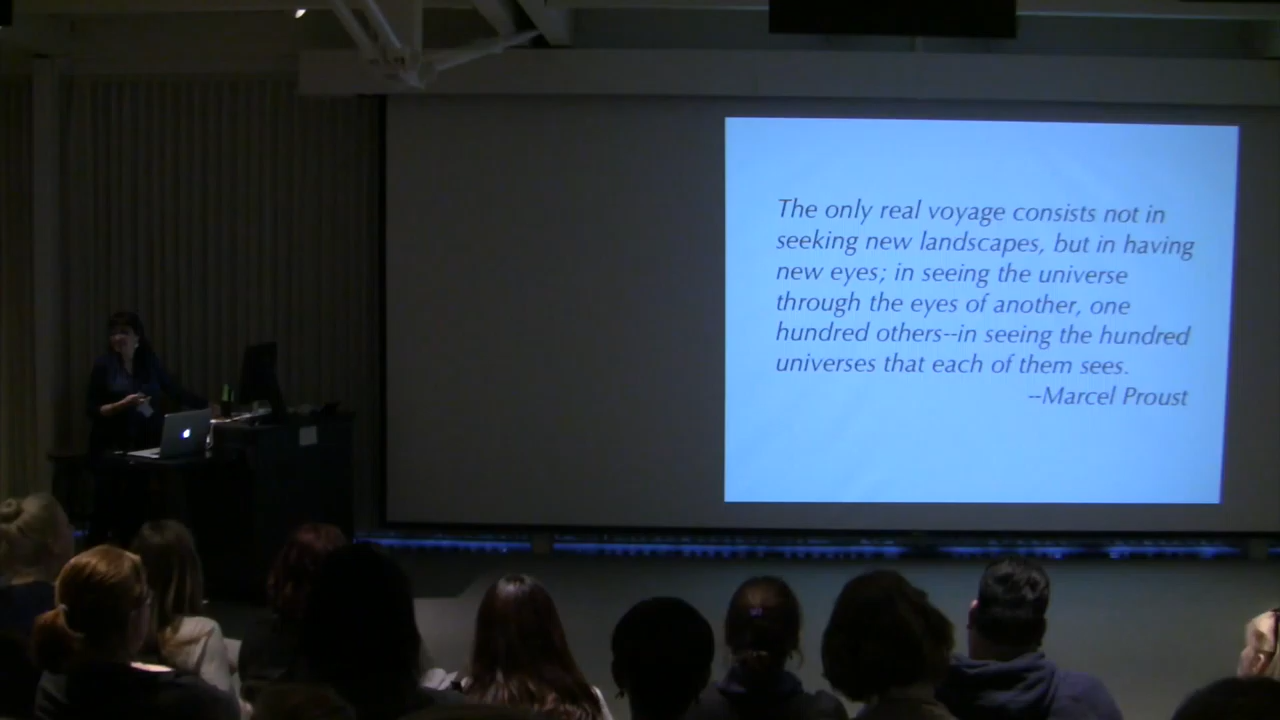 The only real voyage consists not in
seeking new landscapes, but in having
new eyes; in seeing the universe
through the eyes of another, one
hundred others--in seeing the hundred
universes that each of them sees.
--Marcel Proust